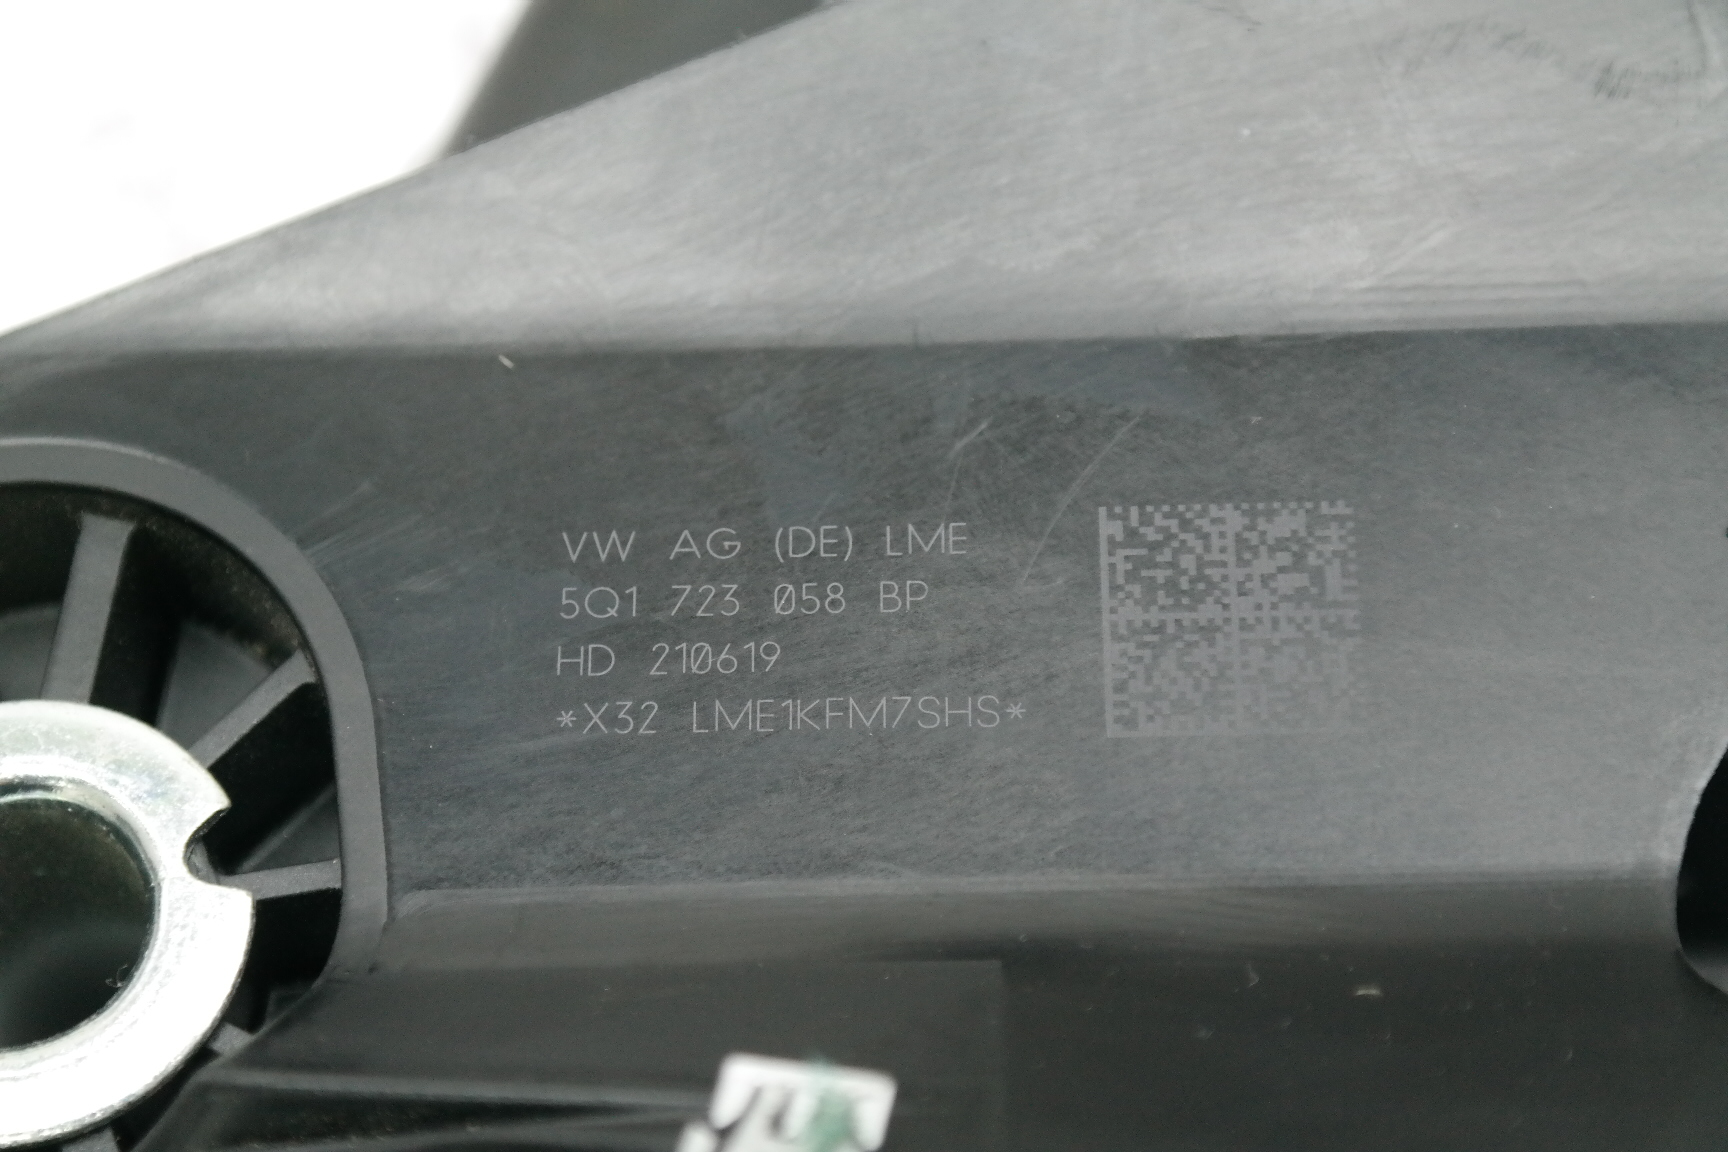 VW AG (DE) LME
5Q1 723 058 BP
HD 210619
*X32 LME1KFM7SHS*